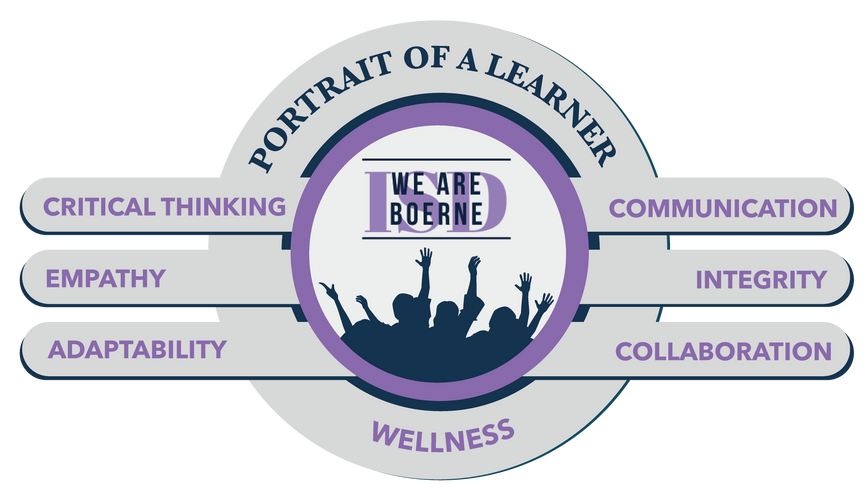 PORTRAIT OF A LEARNER
ISD
WE ARE
BOERNE
CRITICAL THINKING
EMPATHY
ADAPTABILITY
COMMUNICATION
INTEGRITY
COLLABORATION
WELLNESS